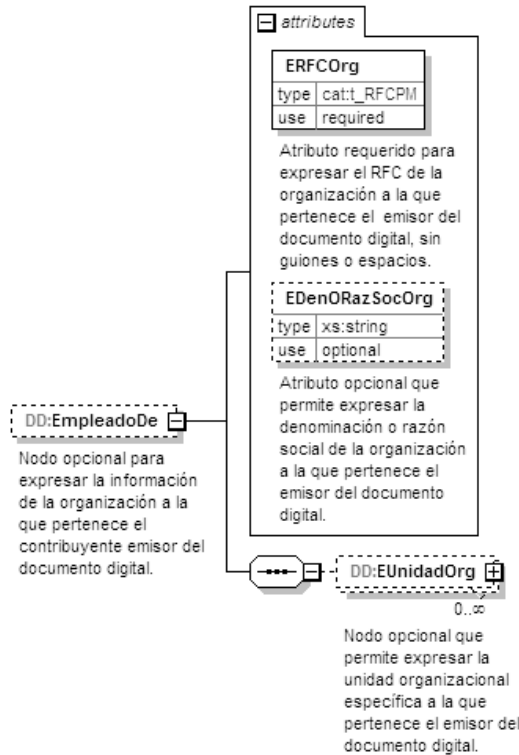 attributes
ERFCOrg
type cat:t_RFCPM
use required
Atributo requerido para
expresar el RFC de la
organización a la que
pertenece el emisor del
documento digital, sin
guiones o espacios.
EDenORazSocOrg
type xs:string
use optional
Atributo opcional que
permite expresar la
denominación o razón
social de la organización
a la que pertenece el
emisor del documento
digital.
DD:EmpleadoDe
Nodo opcional para
expresar la información
de la organización a la
que pertenece el
contribuyente emisor del
documento digital.
DD:EUnidadOrg
0..∞
Nodo opcional que
permite expresar la
unidad organizacional
específica a la que
pertenece el emisor del
documento digital.